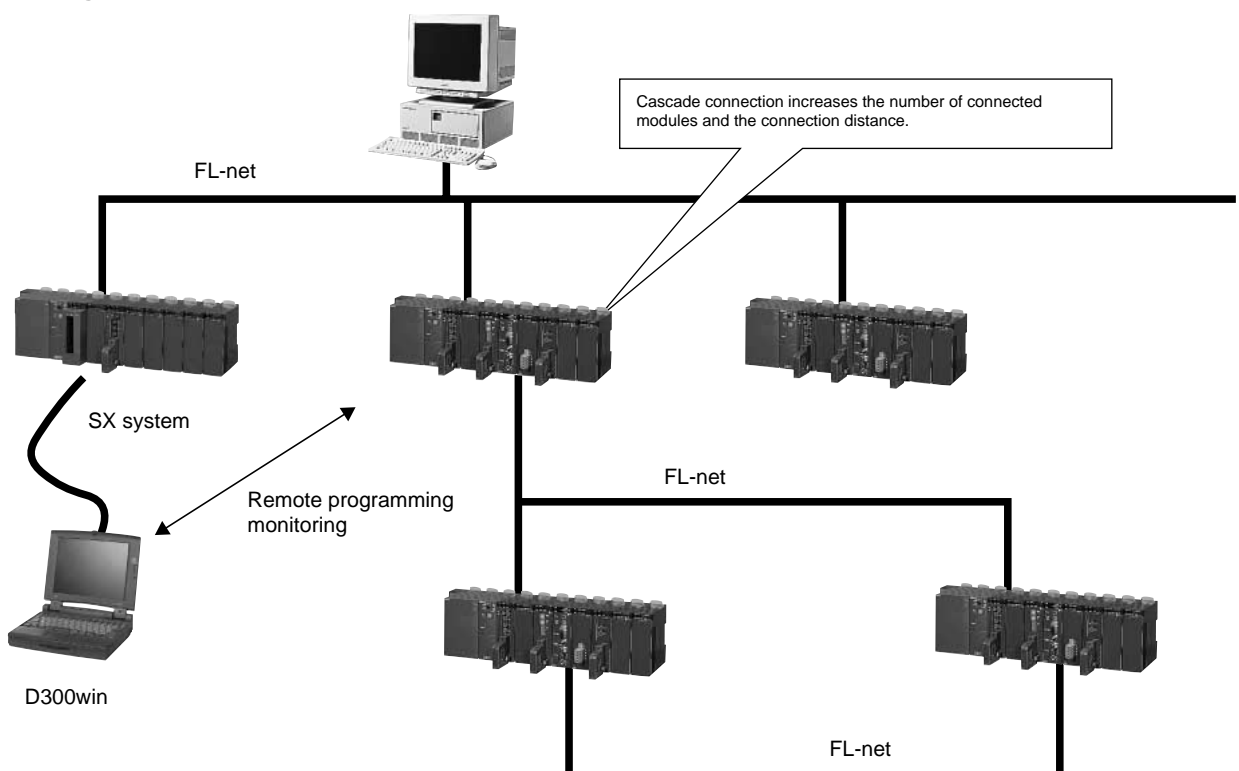 Cascade connection increases the number of connected
modules and the connection distance.
FL-net
SX system
FL-net
Remote programming
monitoring
D300win
FL-net